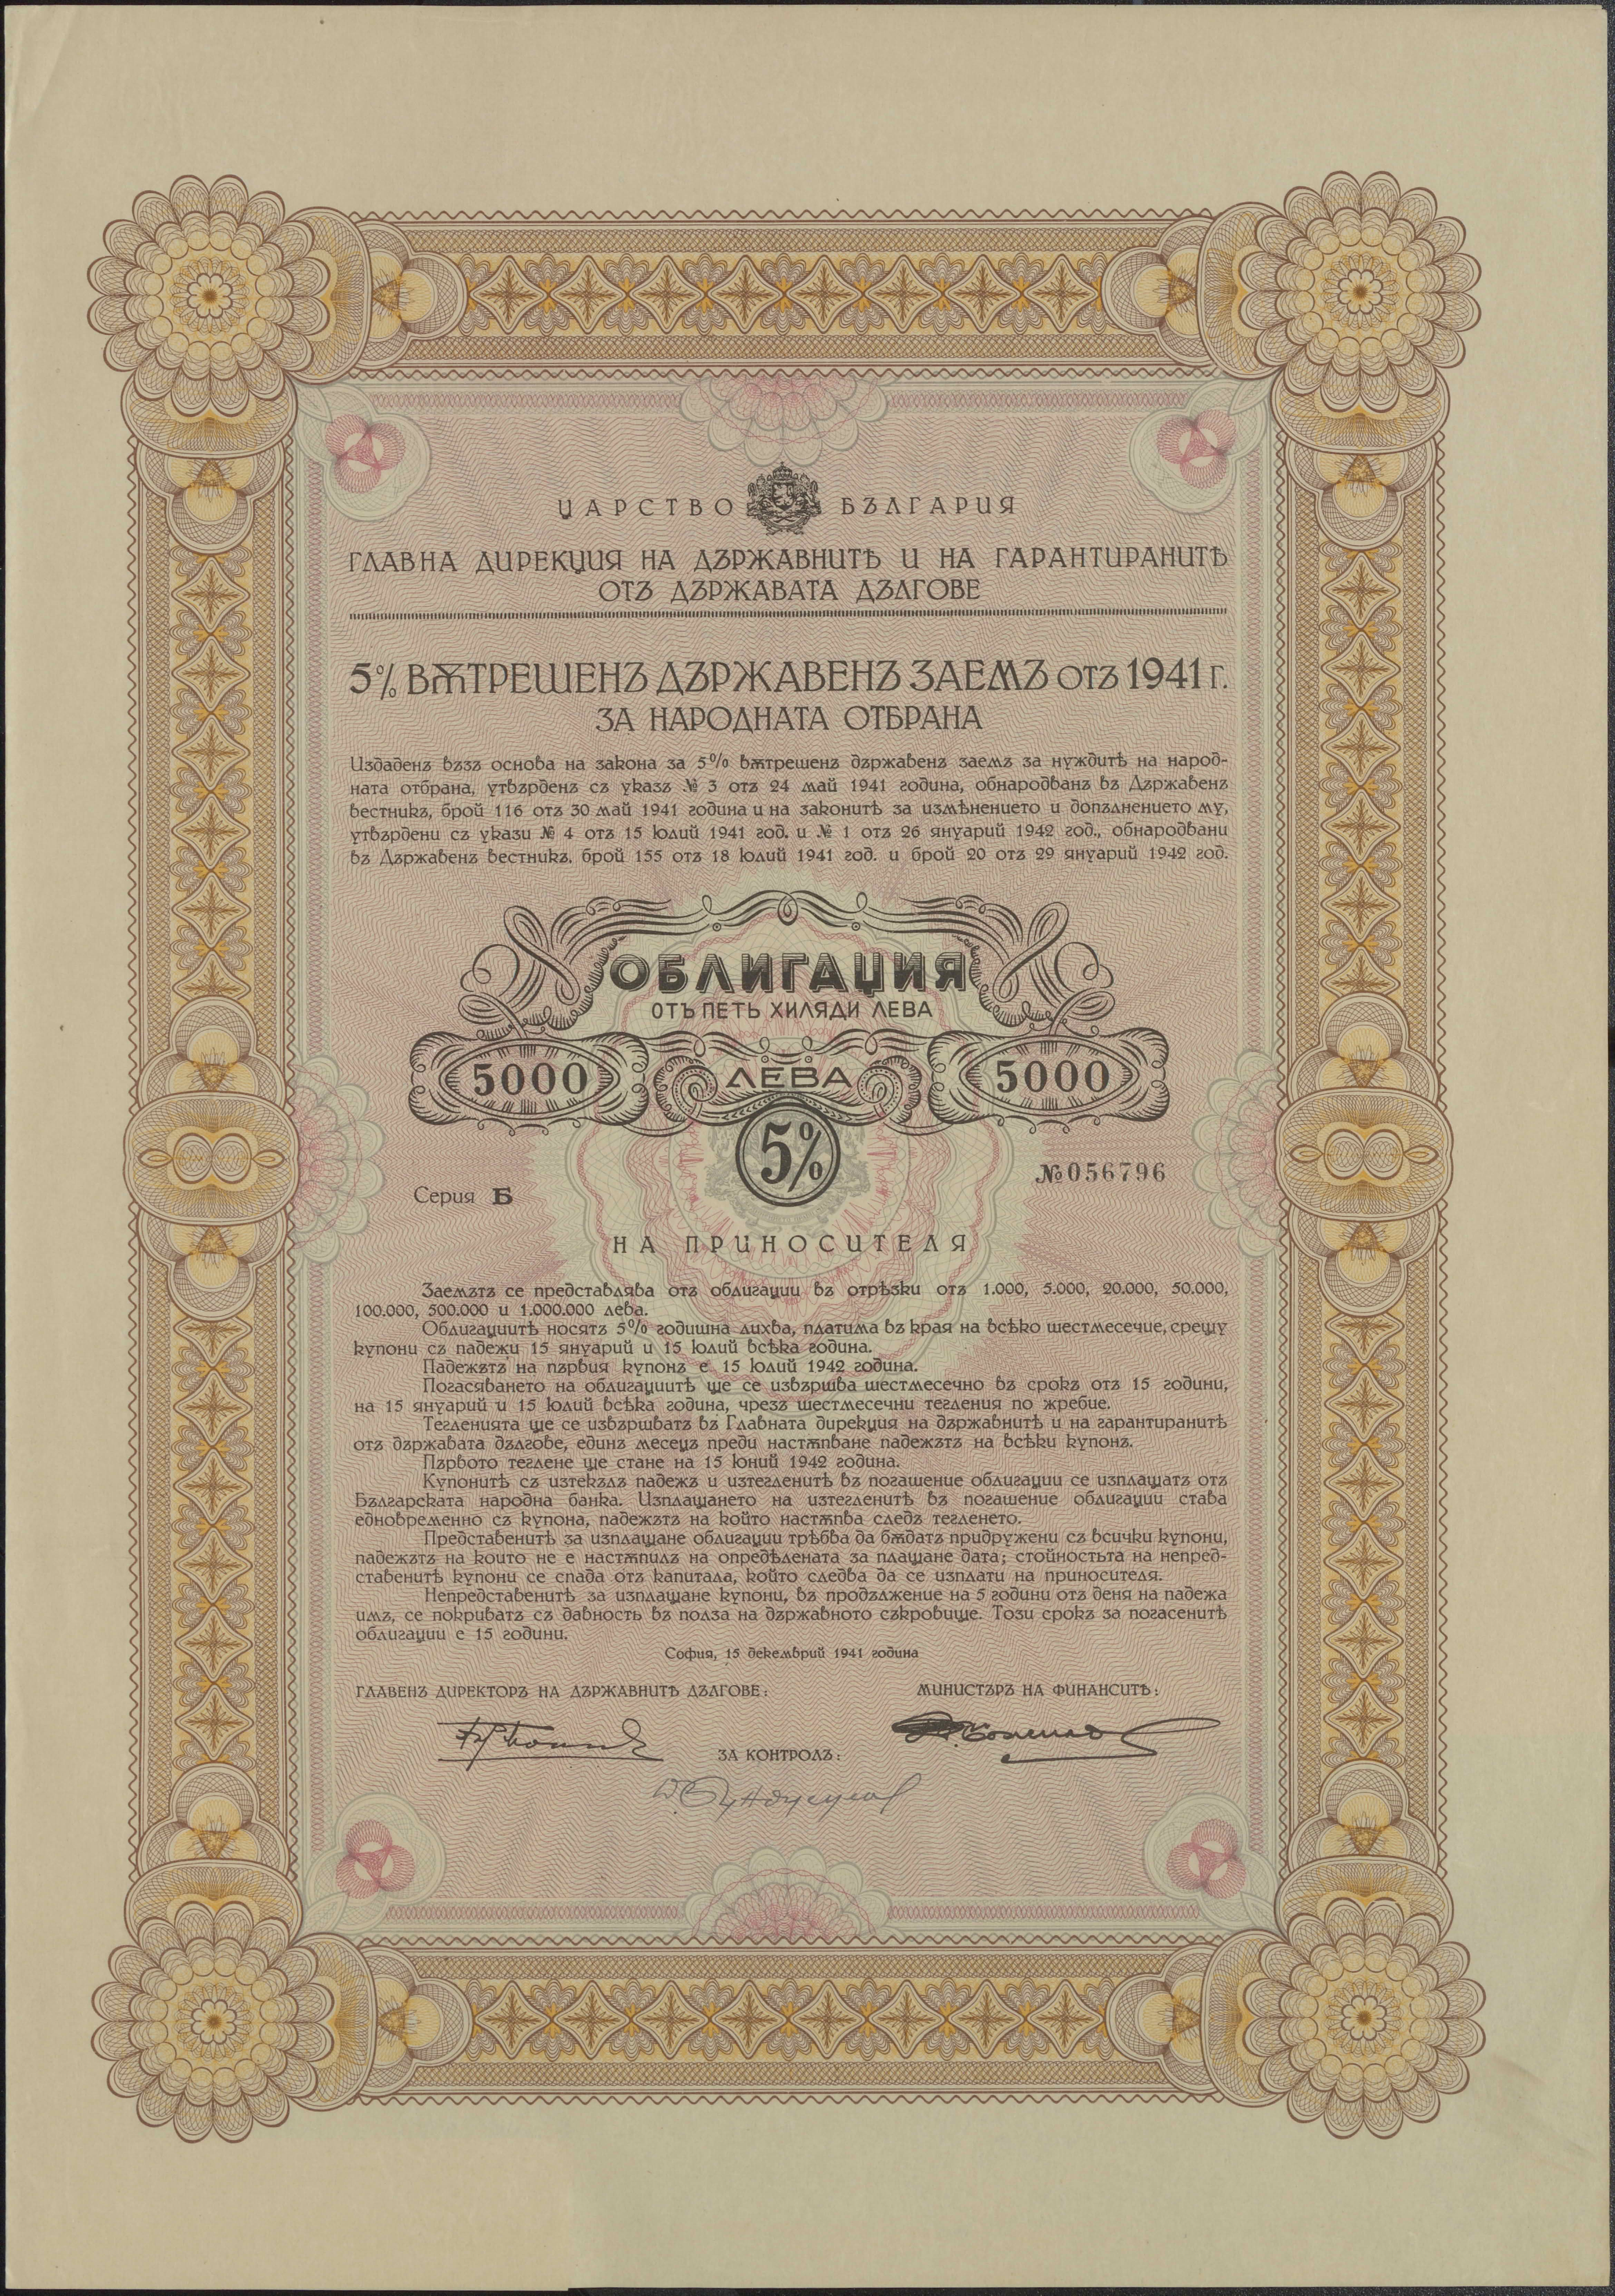 ЦАРСТВО БЪЛГАРИЯ
ГЛАВНА ДИРЕКЦИЯ НА ДЪРЖАВНИТѢ И НА ГАРАНТИРАНИТѢ
ОТЪ ДЪРЖАВАТА ДЪЛГОВЕ
5% ВѪТРЕШЕНЪ ДЪРЖАВЕНЪ ЗАЕМЪ ОТЪ 1941 Г.
ЗА НАРОДНАТА ОТБРАНА
Издаденъ възъ основа на закона за 5% вѫтрешенъ държавенъ заемъ за нуждитѣ на народ-
ната отбрана, утвърденъ съ указъ № 3 отъ 24 май 1941 година, обнародванъ въ Държавенъ
вестникъ, брой 116 отъ 30 май 1941 година и на законитѣ за измѣнението и допълнението му,
утвърдени съ укази № 4 отъ 15 юлий 1941 год. и № 1 отъ 26 януарий 1942 год., обнародвани
въ Държавенъ вестникъ, брой 155 отъ 18 юлий 1941 год. и брой 20 отъ 29 януарий 1942 год.
ОБЛИГАЦИЯ
ОТЪ ПЕТЬ ХИЛЯДИ ЛЕВА
5000 ЛЕВА 5000
5%
№ 056796
Серия Б
НА ПРИНОСИТЕЛЯ
Заемътъ се представлява отъ облигации въ отрѣзки отъ 1.000, 5.000, 20.000, 50.000,
100.000, 500.000 и 1.000.000 лева.
Облигациитѣ носятъ 5% годишна лихва, платима въ края на всѣко шестмесечие, срещу
купони съ падежи 15 януарий и 15 юлий всѣка година.
Падежътъ на първия купонъ е 15 юлий 1942 година.
Погасяването на облигациитѣ ще се извършва шестмесечно въ срокъ отъ 15 години,
на 15 януарий и 15 юлий всѣка година, чрезъ шестмесечни тегления по жребие.
Тегленията ще се извършватъ въ Главната дирекция на държавнитѣ и на гарантиранитѣ
отъ държавата дългове, единъ месецъ преди настѫпване падежътъ на всѣки купонъ.
Първото теглене ще стане на 15 юний 1942 година.
Купонитѣ съ изтекълъ падежъ и изтегленитѣ въ погашение облигации се изплащатъ отъ
Българската народна банка. Изплащането на изтегленитѣ въ погашение облигации става
едновременно съ купона, падежътъ на който настѫпва следъ тегленето.
Представенитѣ за изплащане облигации трѣбва да бѫдатъ придружени съ всички купони,
падежътъ на които не е настѫпилъ на опредѣлената за плащане дата; стойностьта на непред-
ставенитѣ купони се спада отъ капитала, който следва да се изплати на приносителя.
Непредставенитѣ за изплащане купони, въ продължение на 5 години отъ деня на падежа
имъ, се покриватъ съ давность въ полза на държавното съкровище. Този срокъ за погасенитѣ
облигации е 15 години.
София, 15 декемврий 1941 година
ГЛАВЕНЪ ДИРЕКТОРЪ НА ДЪРЖАВНИТѢ ДЪЛГОВЕ:
МИНИСТЪРЪ НА ФИНАНСИТѢ:
ЗА КОНТРОЛЪ: